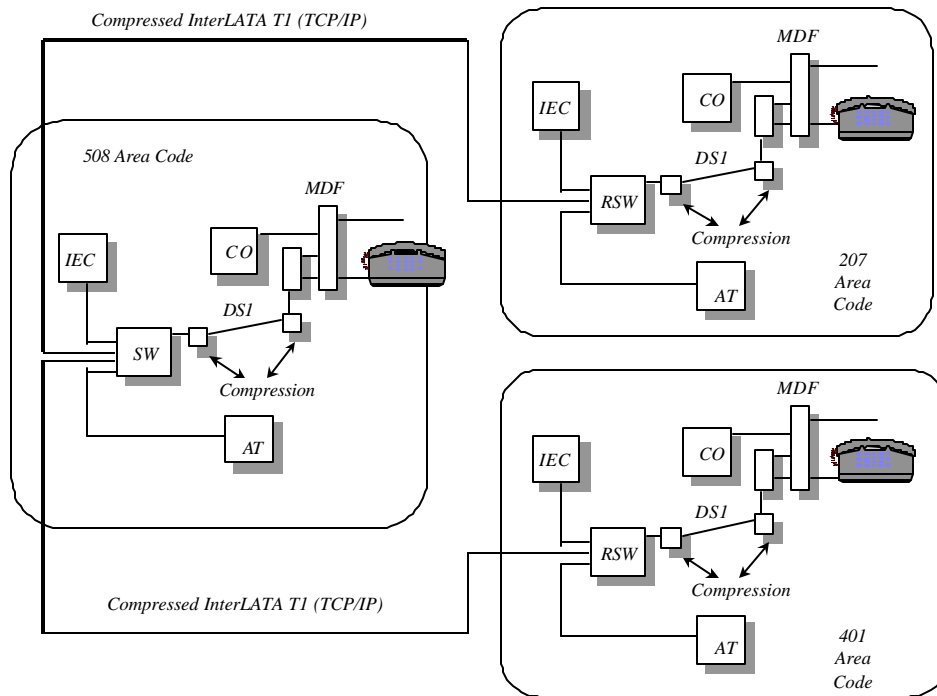 Compressed InterLATA T1 (TCP/IP)
508 Area Code
MDF
IEC
CO
DS1
SW
Compression
AT
Compressed InterLATA T1 (TCP/IP)
MDF
IEC
CO
DS1
RSW
Compression
AT
207
Area
Code
MDF
IEC
CO
DS1
RSW
Compression
AT
401
Area
Code